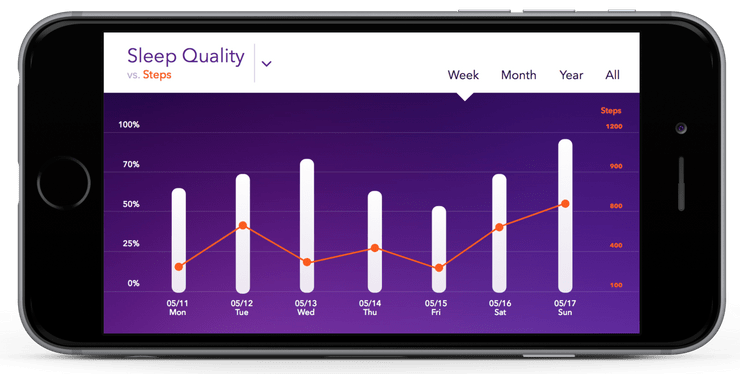 Sleep Quality
vs. Steps
Week Month Year All
Steps
100% 1200
70% 900
50% 800
25% 400
0% 100
05/11 05/12 05/13 05/14 05/15 05/16 05/17
Mon Tue Wed Thu Fri Sat Sun